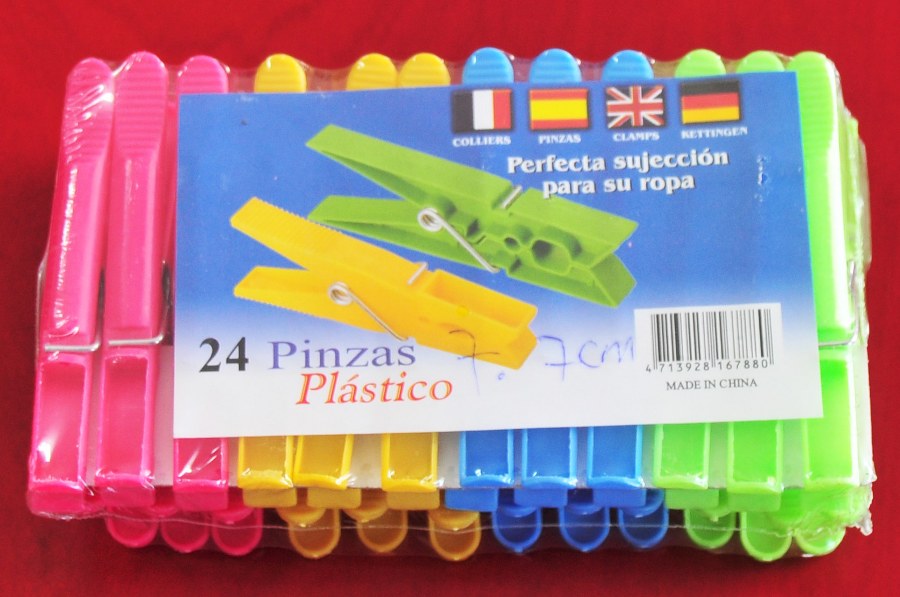 COLLIERS PINZAS CLAMPS KETTINGEN
Perfecta sujección
para su ropa
24 Pinzas
Plástico
7.7cm
4 713928 167880
MADE IN CHINA